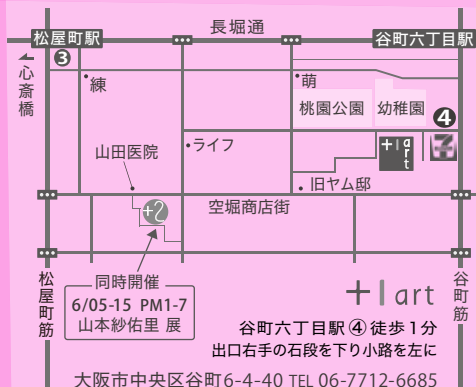 長堀通
松屋町駅
谷町六丁目駅
❸
心斎橋
練
萌
桃園公園
幼稚園
❹
+1art
7
ライフ
山田医院
旧ヤム邸
+2
空堀商店街
松屋町筋
谷町筋
同時開催
6/05-15 PM1-7
山本紗佑里 展
+1art
谷町六丁目駅④徒歩1分
出口右手の石段を下り小路を左に
大阪市中央区谷町6-4-40 TEL 06-7712-6685